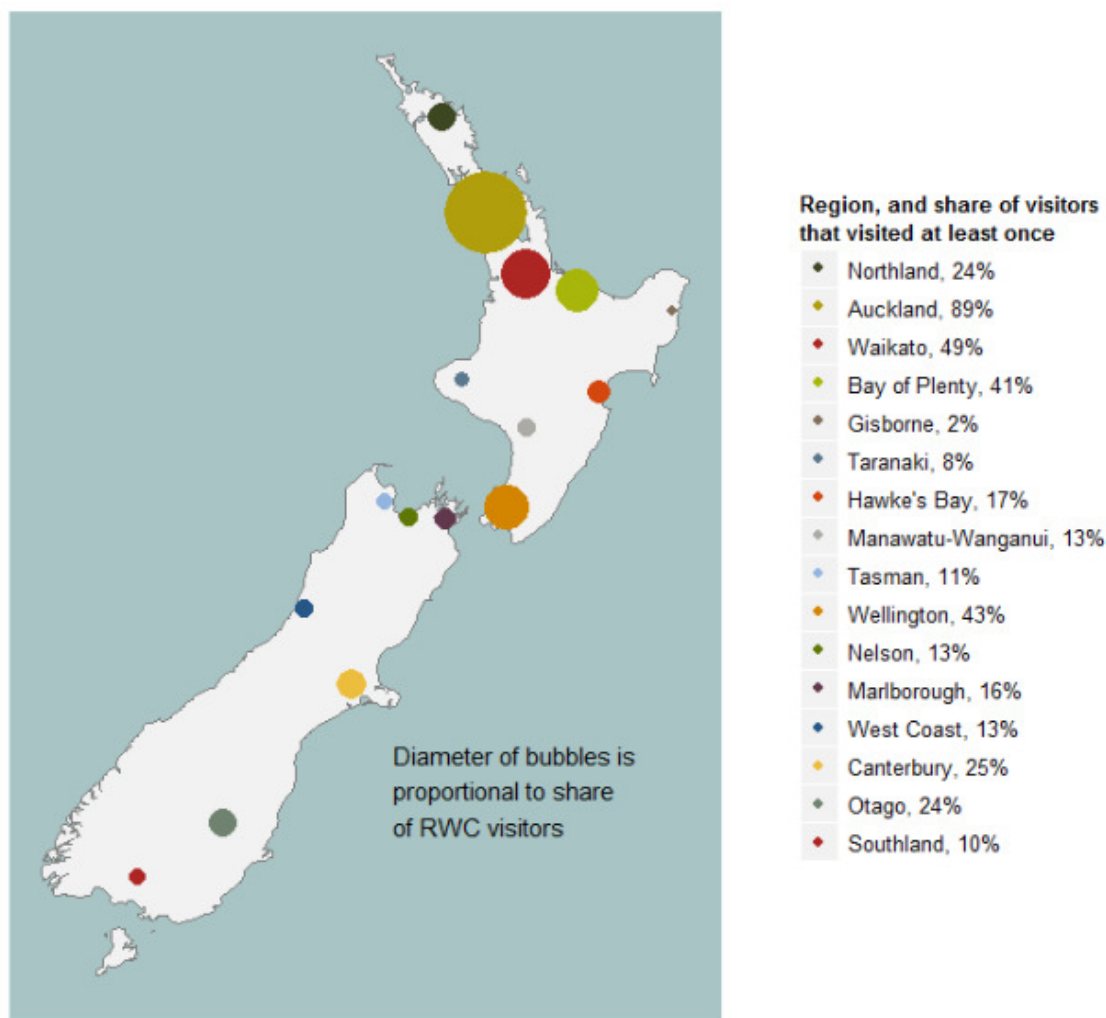 Region, and share of visitors
that visited at least once
Northland, 24%
Auckland, 89%
Waikato, 49%
Bay of Plenty, 41%
Gisborne, 2%
Taranaki, 8%
Hawke's Bay, 17%
Manawatu-Wanganui, 13%
Tasman, 11%
Wellington, 43%
Nelson, 13%
Marlborough, 16%
West Coast, 13%
Canterbury, 25%
Otago, 24%
Southland, 10%
Diameter of bubbles is
proportional to share
of RWC visitors